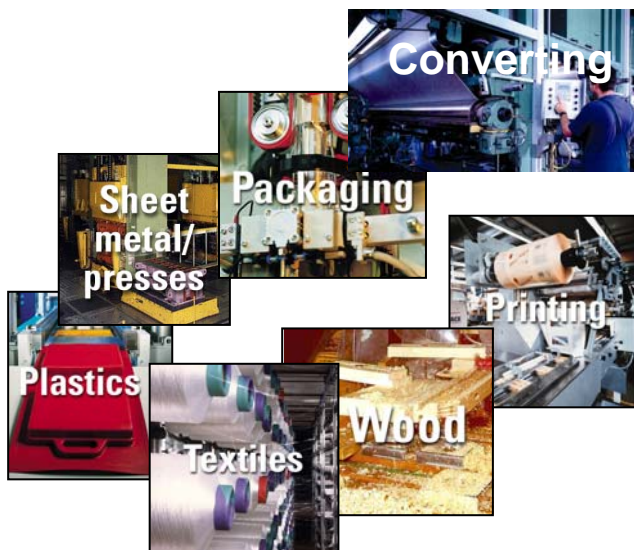 Converting
Packaging
Sheet
metal/
presses
Printing
Plastics
Wood
Textiles